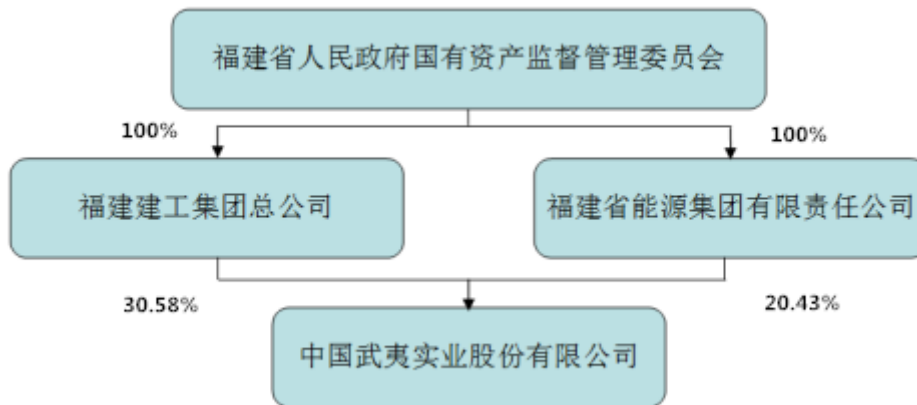 福建省人民政府国有资产监督管理委员会
100%
100%
福建建工集团总公司
福建省能源集团有限责任公司
30.58%
20.43%
中国武夷实业股份有限公司